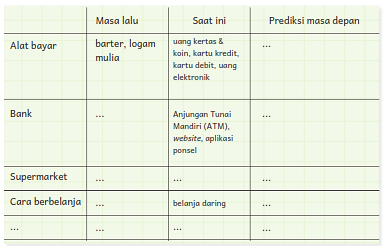 Masa lalu Saat ini Prediksi masa depan
Alat bayar barter, logam mulia uang kertas & koin, kartu kredit, kartu debit, uang elektronik ...
Bank ... Anjungan Tunai Mandiri (ATM), website, aplikasi ponsel ...
Supermarket ... ... ...
Cara berbelanja ... belanja daring ...
... ... ... ...